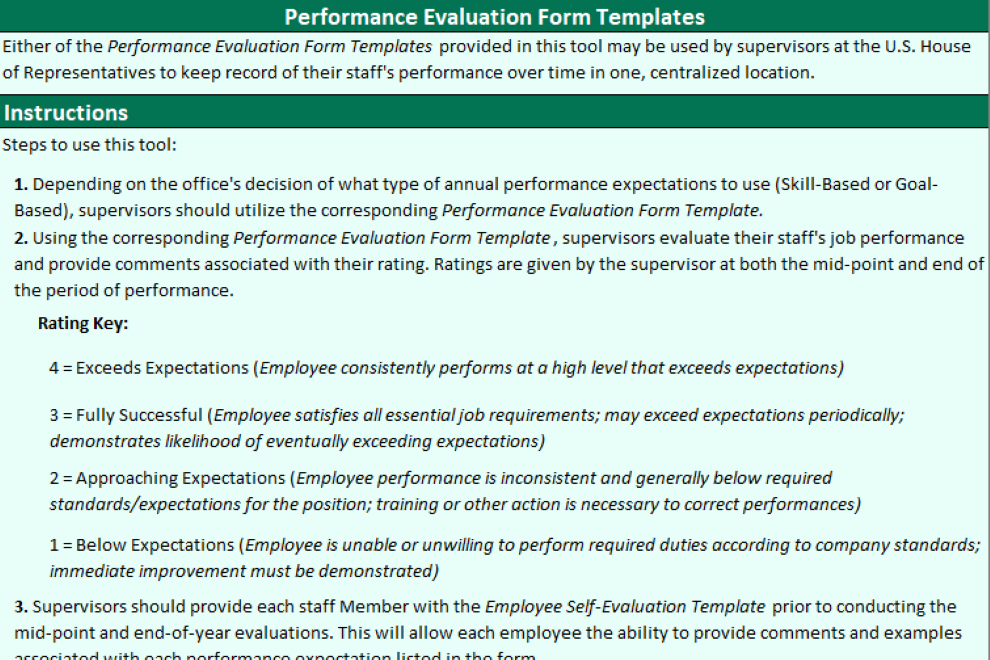 Performance Evaluation Form Templates
Either of the Performance Evaluation Form Templates provided in this tool may be used by supervisors at the U.S. House
of Representatives to keep record of their staff's performance over time in one, centralized location.
Instructions
Steps to use this tool:
1. Depending on the office's decision of what type of annual performance expectations to use (Skill-Based or Goal-
Based), supervisors should utilize the corresponding Performance Evaluation Form Template.
2. Using the corresponding Performance Evaluation Form Template, supervisors evaluate their staff's job performance
and provide comments associated with their rating. Ratings are given by the supervisor at both the mid-point and end of
the period of performance.
Rating Key:
4 = Exceeds Expectations (Employee consistently performs at a high level that exceeds expectations)
3 = Fully Successful (Employee satisfies all essential job requirements; may exceed expectations periodically;
demonstrates likelihood of eventually exceeding expectations)
2 = Approaching Expectations (Employee performance is inconsistent and generally below required
standards/expectations for the position; training or other action is necessary to correct performances)
1 = Below Expectations (Employee is unable or unwilling to perform required duties according to company standards;
immediate improvement must be demonstrated)
3. Supervisors should provide each staff Member with the Employee Self-Evaluation Template prior to conducting the
mid-point and end-of-year evaluations. This will allow each employee the ability to provide comments and examples
associated with each performance expectation listed in the form.